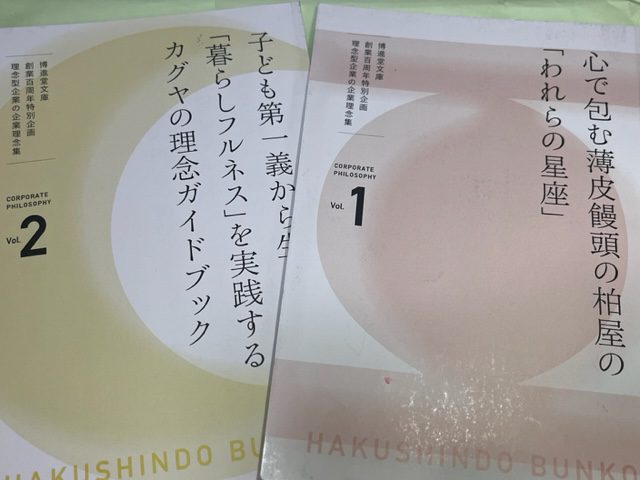 博進堂文庫
創業百周年特別企画
理念型企業の企業理念集
CORPORATE
PHILOSOPHY
Vol. 2
子ども第一義から生
「暮らしフルネス」を実践する
カグヤの理念ガイドブック
HAKUSHINDO BU
博進堂文庫
創業百周年特別企画
理念型企業の企業理念集
CORPORATE
PHILOSOPHY
Vol. 1
心で包む薄皮饅頭の柏屋の
「われらの星座」
HAKUSHINDO BUNKO